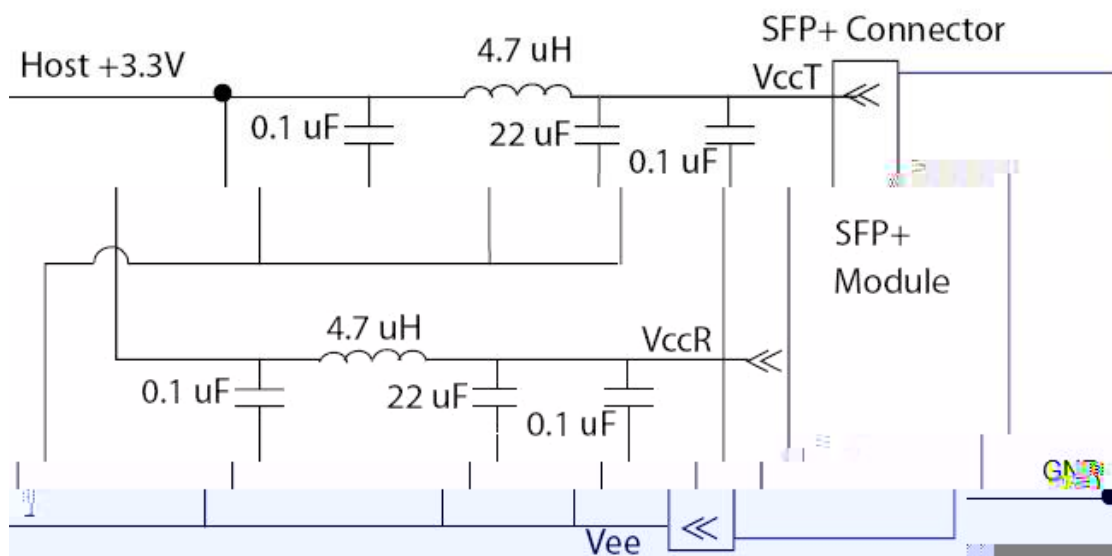 SFP+ Connector
4.7 uH
Host +3.3V
VccT
0.1 uF
22 uF
0.1 uF
SFP+
Module
4.7 uH
VccR
0.1 uF
22 uF
0.1 uF
Vee